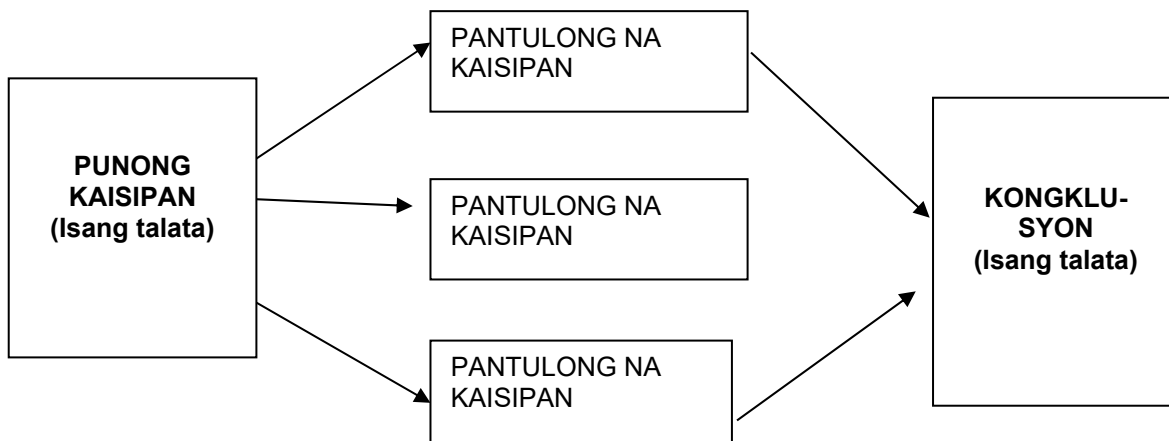 PUNONG
KAISIPAN
(Isang talata)
PANTULONG NA
KAISIPAN
PANTULONG NA
KAISIPAN
PANTULONG NA
KAISIPAN
KONGKLU-
SYON
(Isang talata)